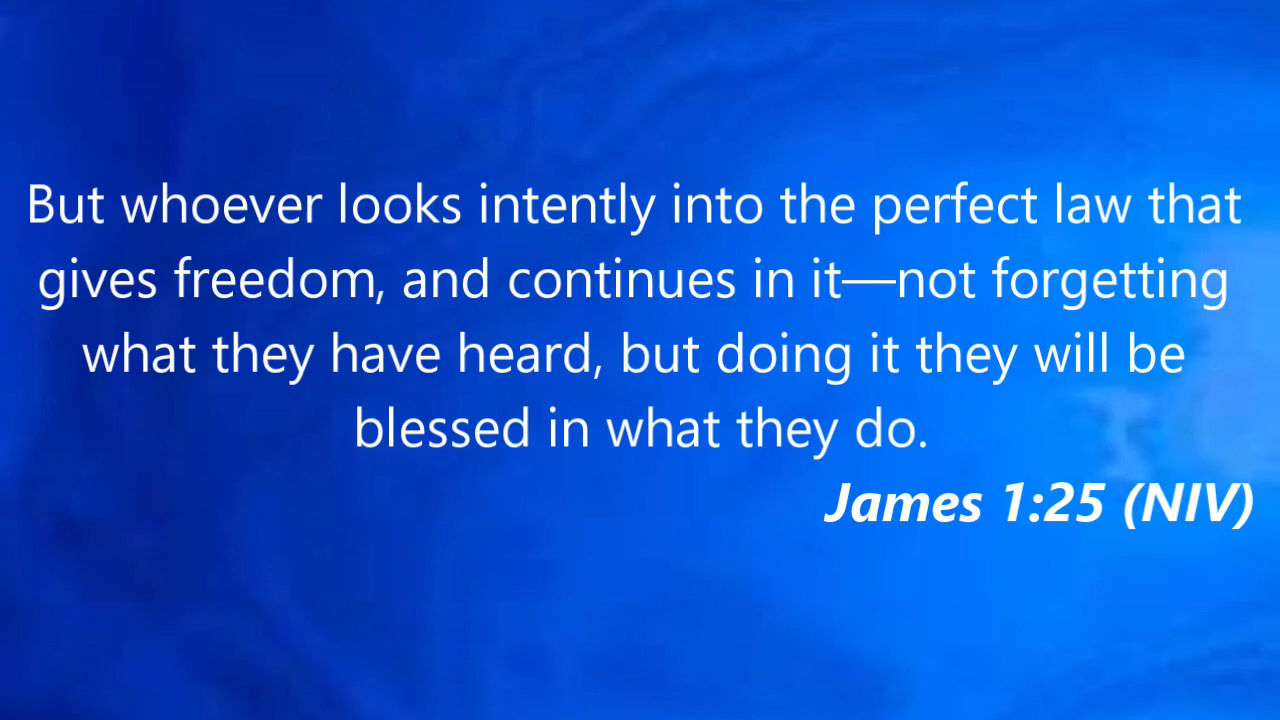 But whoever looks intently into the perfect law that
gives freedom, and continues in it—not forgetting
what they have heard, but doing it they will be
blessed in what they do.
James 1:25 (NIV)